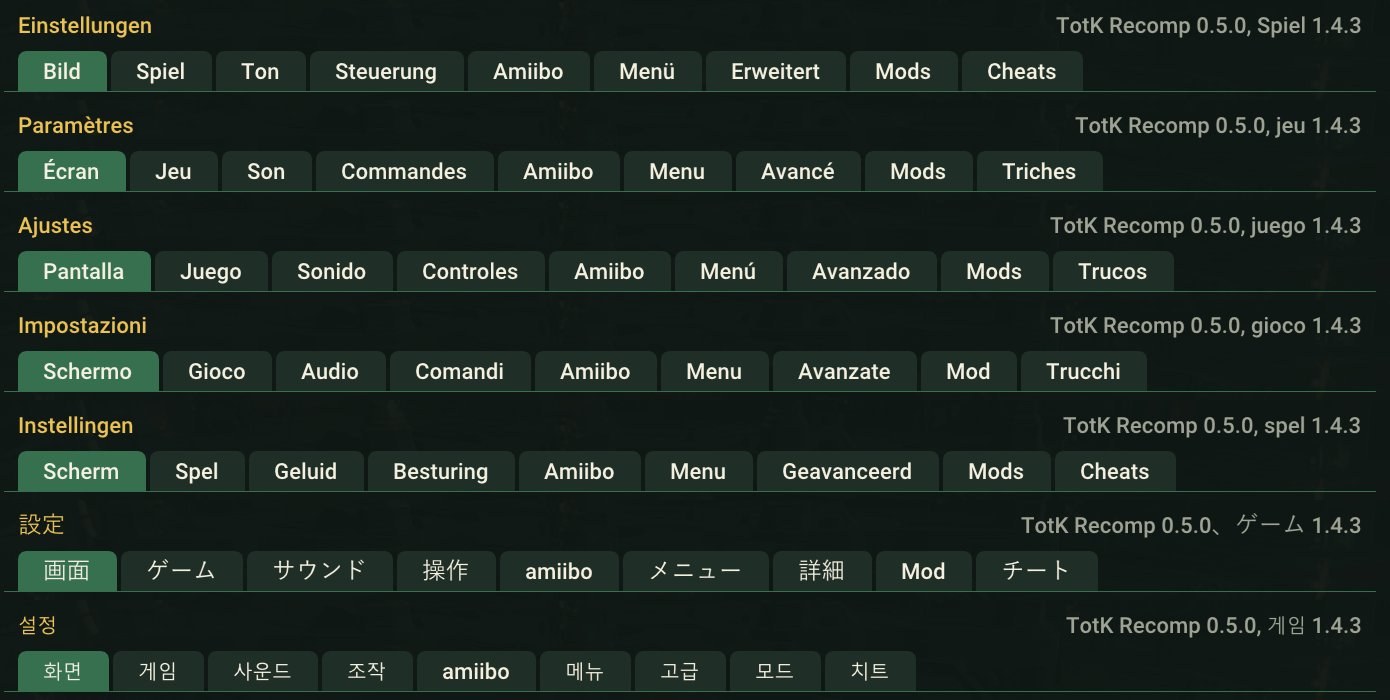 Einstellungen TotK Recomp 0.5.0, Spiel 1.4.3
Bild Spiel Ton Steuerung Amiibo Menü Erweitert Mods Cheats
Paramètres TotK Recomp 0.5.0, jeu 1.4.3
Écran Jeu Son Commandes Amiibo Menu Avancé Mods Triches
Ajustes TotK Recomp 0.5.0, juego 1.4.3
Pantalla Juego Sonido Controles Amiibo Menú Avanzado Mods Trucos
Impostazioni TotK Recomp 0.5.0, gioco 1.4.3
Schermo Gioco Audio Comandi Amiibo Menu Avanzate Mod Trucchi
Instellingen TotK Recomp 0.5.0, spel 1.4.3
Scherm Spel Geluid Besturing Amiibo Menu Geavanceerd Mods Cheats
設定 TotK Recomp 0.5.0、ゲーム 1.4.3
画面 ゲーム サウンド 操作 amiibo メニュー 詳細 Mod チート
설정 TotK Recomp 0.5.0, 게임 1.4.3
화면 게임 사운드 조작 amiibo 메뉴 고급 모드 치트